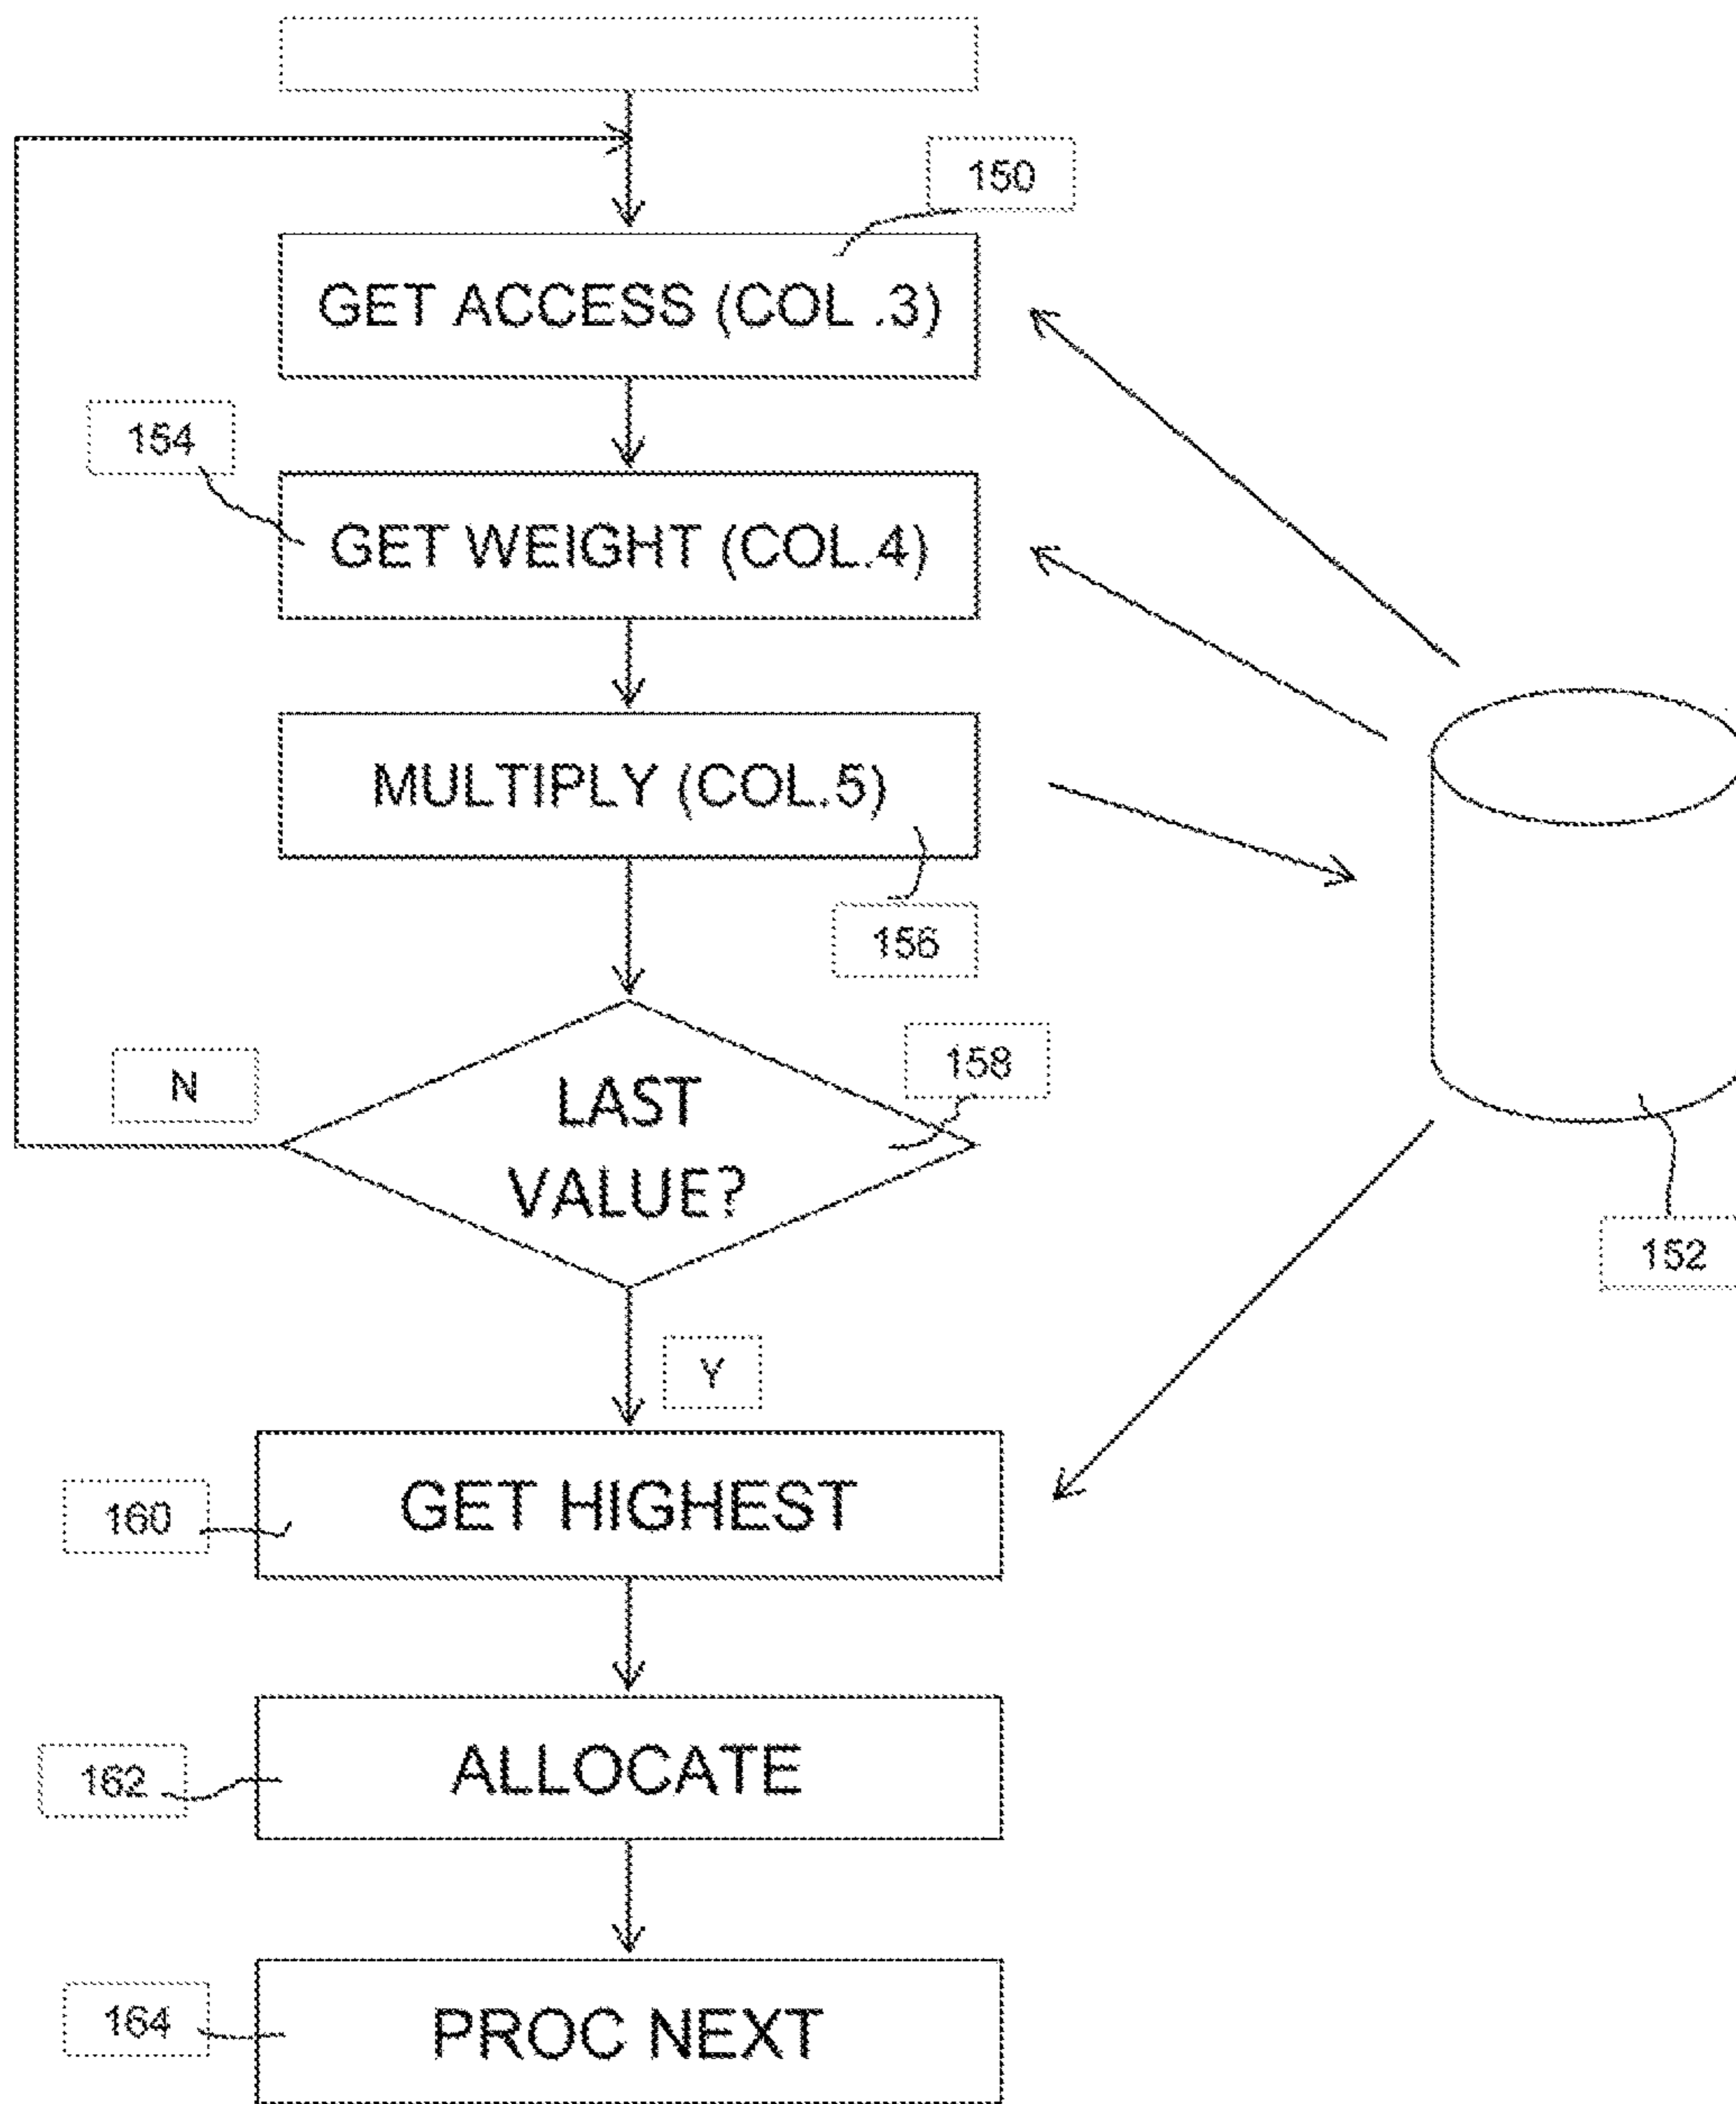 150
GET ACCESS (COL .3)
154
GET WEIGHT (COL.4)
MULTIPLY (COL.5)
156
N
LAST
VALUE?
158
152
Y
GET HIGHEST
160
ALLOCATE
162
PROC NEXT
164